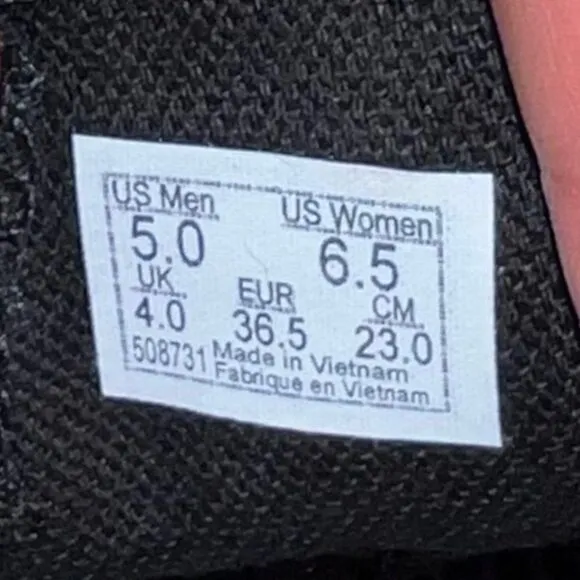 US Men US Women
5.0 6.5
UK EUR CM
4.0 36.5 23.0
508731 Made in Vietnam
Fabrique en Vietnam